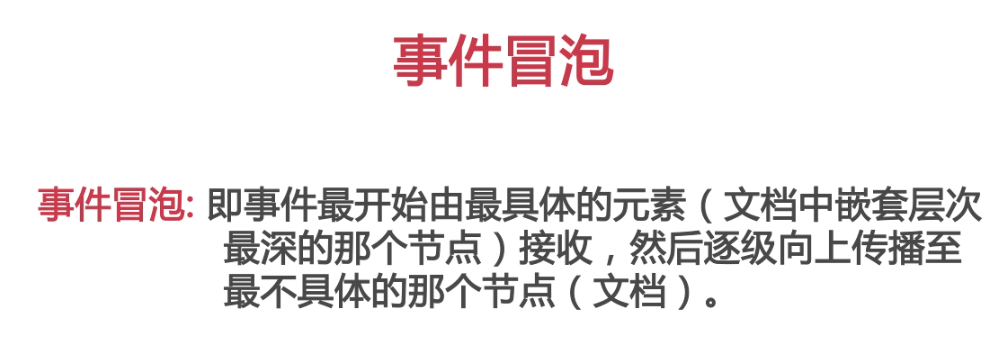 事件冒泡
事件冒泡: 即事件最开始由最具体的元素（文档中嵌套层次
最深的那个节点）接收，然后逐级向上传播至
最不具体的那个节点（文档）。